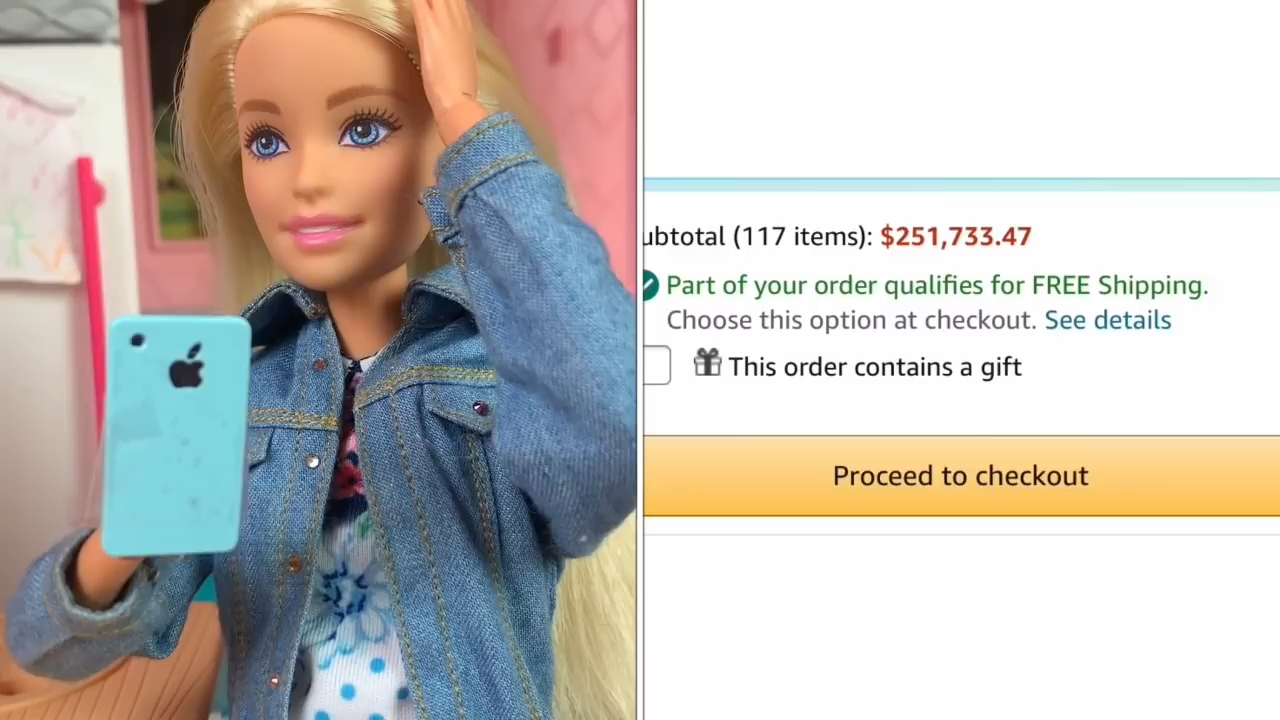 ubtotal (117 items): $251,733.47
Part of your order qualifies for FREE Shipping.
Choose this option at checkout. See details
This order contains a gift
Proceed to checkout